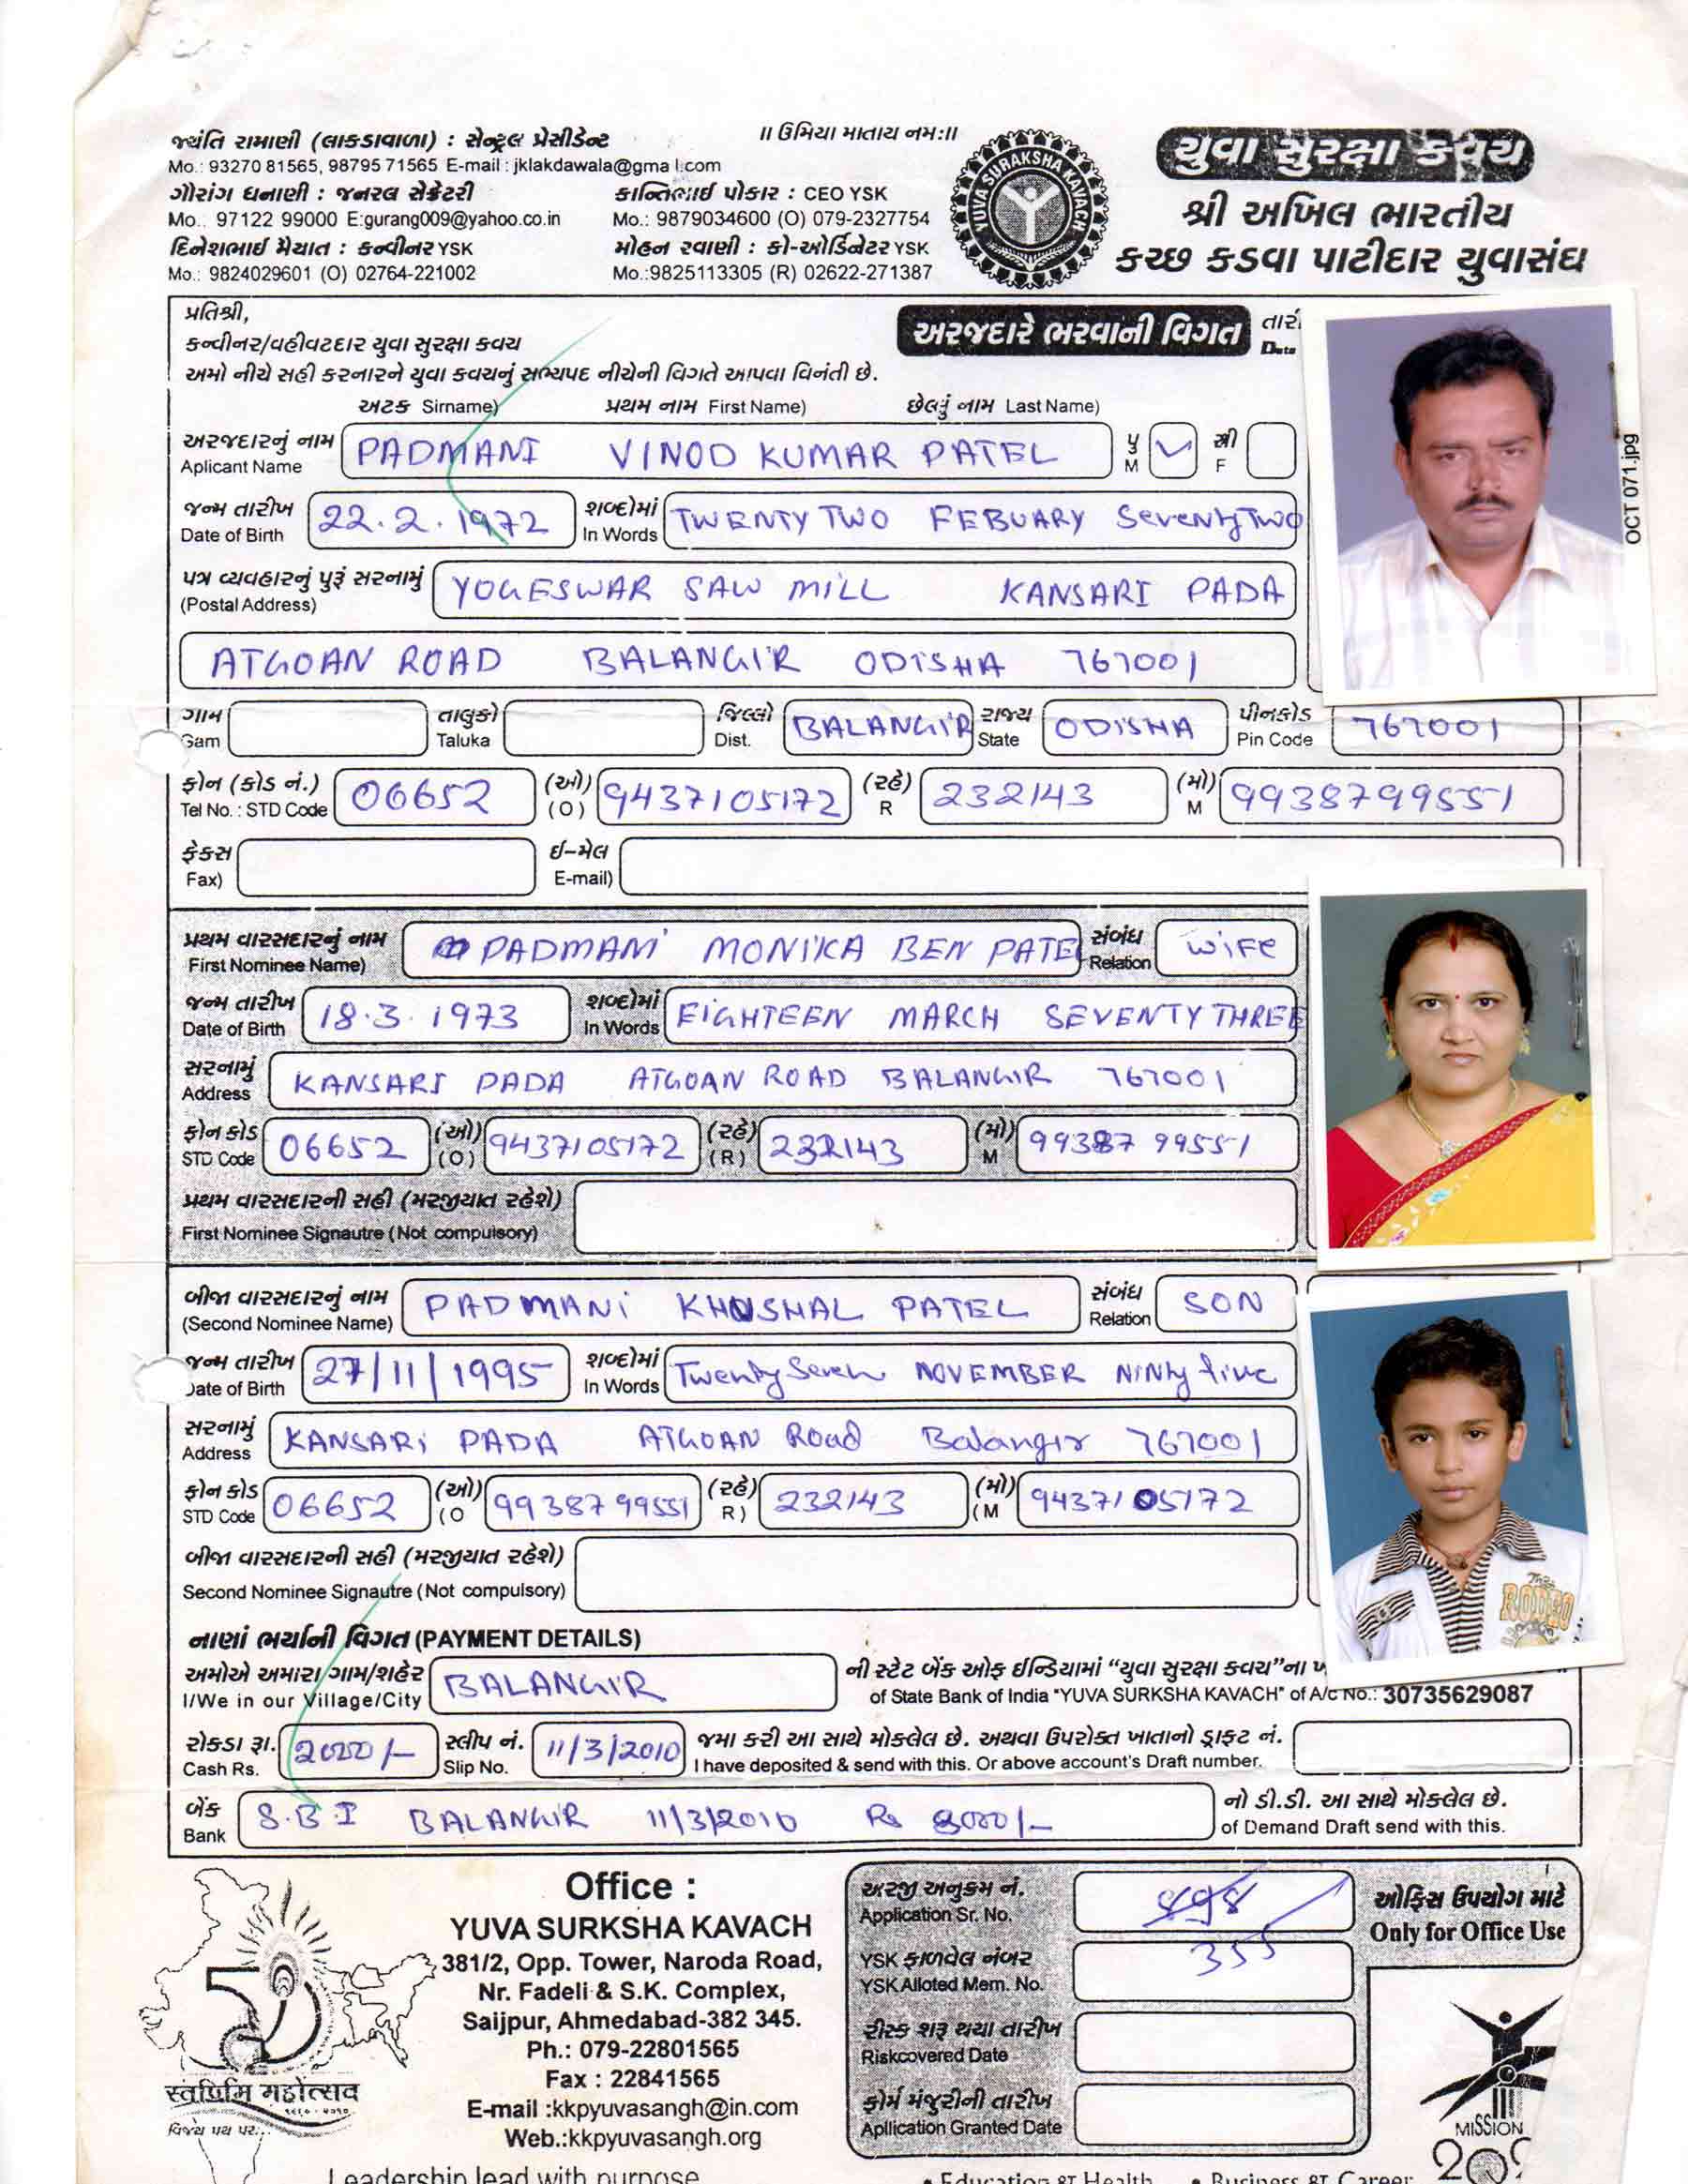 જયંતિ રામાણી (લાકડાવાળા) : સેન્ટ્રલ પ્રેસીડેન્ટ
Mo.: 93270 81565, 98795 71565 E-mail : jklakdawala@gma l.com
ગૌરાંગ ધનાણી : જનરલ સેક્રેટરી
Mo.. 97122 99000 E:gurang009@yahoo.co.in
દિનેશભાઈ મૈયાત : કન્વીનર YSK
Mo.: 9824029601 (O) 02764-221002
॥ ઉમિયા માતાય નમઃ॥
કાન્તિભાઈ પોકાર : CEO YSK
Mo.: 9879034600 (O) 079-2327754
મોહન રવાણી : કો-ઓર્ડિનેટર YSK
Mo.:9825113305 (R) 02622-271387
YUVA SURAKSHA KAVACH
યુવા સુરક્ષા કવચ
શ્રી અખિલ ભારતીય
કચ્છ કડવા પાટીદાર યુવાસંઘ
પ્રતિશ્રી,
કન્વીનર/વહીવટદાર યુવા સુરક્ષા કવચ
અમો નીચે સહી કરનારને યુવા કવચનું સભ્યપદ નીચેની વિગતે આપવા વિનંતી છે.
અરજદારે ભરવાની વિગત
Date
અટક Sirname) પ્રથમ નામ First Name) છેલ્લું નામ Last Name)
અરજદારનું નામ
Aplicant Name PADMANI VINOD KUMAR PATEL પુ M સ્ત્રી F
જન્મ તારીખ
Date of Birth 22.2.1972 શબ્દોમાં In Words TWENTY TWO FEBUARY SEVENTY TWO
પત્ર વ્યવહારનું પુરૂં સરનામું
(Postal Address) YOGESWAR SAW MILL KANSARI PADA
ATGOAN ROAD BALANGIR ODISHA 767001
ગામ Gam તાલુકો Taluka જિલ્લો Dist. BALANGIR રાજ્ય State ODISHA પીનકોડ Pin Code 767001
ફોન (કોડ નં.)
Tel No. : STD Code 06652 (ઓ) (O) 9437105172 (રહે) R 232143 (મો) M 9938799551
ફેકસ Fax) ઈ-મેલ E-mail)
OCT 071.jpg
પ્રથમ વારસદારનું નામ
First Nominee Name) PADMANI MONIKA BEN PATEL સંબંધ Relation WIFE
જન્મ તારીખ
Date of Birth 18.3.1973 શબ્દોમાં In Words EIGHTEEN MARCH SEVENTY THREE
સરનામું
Address KANSARI PADA ATGOAN ROAD BALANGIR 767001
ફોન કોડ
STD Code 06652 (ઓ) (O) 9437105172 (રહે) (R) 232143 (મો) M 99387 99551
પ્રથમ વારસદારની સહી (મરજીયાત રહેશે)
First Nominee Signautre (Not compulsory)
બીજા વારસદારનું નામ
(Second Nominee Name) PADMANI KHUSHAL PATEL સંબંધ Relation SON
જન્મ તારીખ
Date of Birth 27/11/1995 શબ્દોમાં In Words Twenty Seven NOVEMBER NINty five
સરનામું
Address KANSARI PADA ATGOAN Road Balangir 767001
ફોન કોડ
STD Code 06652 (ઓ) (O 99387 99551 (રહે) R) 232143 (મો) (M 9437105172
બીજા વારસદારની સહી (મરજીયાત રહેશે)
Second Nominee Signautre (Not compulsory)
નાણાં ભર્યાની વિગત (PAYMENT DETAILS)
અમોએ અમારા ગામ/શહેર
I/We in our Village/City BALANGIR
ની સ્ટેટ બેંક ઓફ ઈન્ડિયામાં “યુવા સુરક્ષા કવચ”ના
of State Bank of India "YUVA SURKSHA KAVACH" of A/c No.: 30735629087
રોકડા રૂા.
Cash Rs. 2000/- સ્લીપ નં. Slip No. 11/3/2010 જમા કરી આ સાથે મોકલેલ છે. અથવા ઉપરોક્ત ખાતાનો ડ્રાફટ નં.
I have deposited & send with this. Or above account's Draft number.
બેંક
Bank S.B I BALANGIR 11/3/2010 Rs 2000/- નો ડી.ડી. આ સાથે મોકલેલ છે.
of Demand Draft send with this.
Office :
YUVA SURKSHA KAVACH
381/2, Opp. Tower, Naroda Road,
Nr. Fadeli & S.K. Complex,
Saijpur, Ahmedabad-382 345.
Ph.: 079-22801565
Fax : 22841565
E-mail :kkpyuvasangh@in.com
Web.:kkpyuvasangh.org
અરજી અનુક્રમ નં.
Application Sr. No.
YSK ફાળવેલ નંબર
YSK Alloted Mem. No. 355
રીસ્ક શરૂ થયા તારીખ
Riskcovered Date
ફોર્મ મંજુરીની તારીખ
Apllication Granted Date
ઓફિસ ઉપયોગ માટે
Only for Office Use
50
MISSION
Leadership lead with purpose
• Education & Health • Business & Career